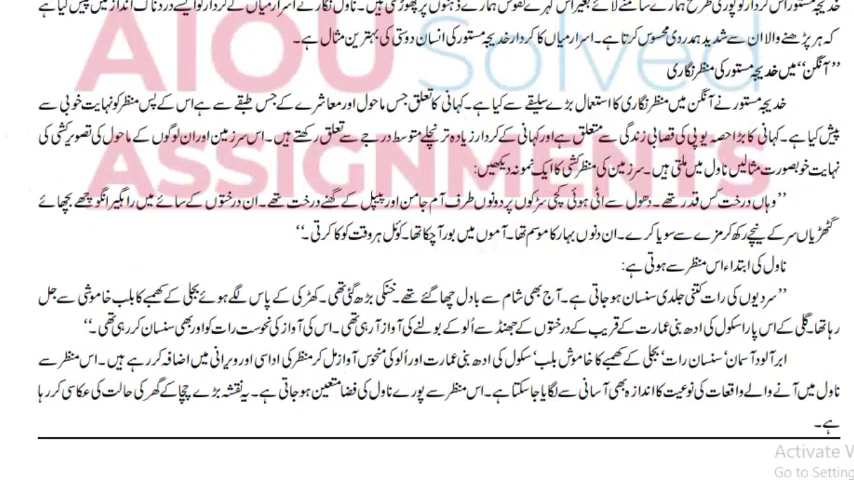 خدیجہ مستور اس کردار کو پوری طرح ہمارے سامنے لائے بغیر اس کے گہرے نقوش ہمارے ذہنوں پر چھوڑتی ہیں۔ ناول نگار نے اسرار میاں کے کردار کو ایسے دردناک انداز میں پیش کیا ہے
کہ ہر پڑھنے والا ان سے شدید ہمدردی محسوس کرتا ہے۔ اسرار میاں کا کردار خدیجہ مستور کی انسان دوستی کی بہترین مثال ہے۔
’’آنگن‘‘ میں خدیجہ مستور کی منظر نگاری
خدیجہ مستور نے آنگن میں منظر نگاری کا استعمال بڑے سلیقے سے کیا ہے۔ کہانی کا تعلق جس ماحول اور معاشرے کے جس طبقے سے ہے اس کے پس منظر کو نہایت خوبی سے
پیش کیا ہے۔ کہانی کا بڑا حصہ یوپی کی قصباتی زندگی سے متعلق ہے اور کہانی کے کردار زیادہ تر نچلے متوسط درجے سے تعلق رکھتے ہیں۔ اس سرزمین اور ان لوگوں کے ماحول کی تصویر کشی کی
نہایت خوبصورت مثالیں ناول میں ملتی ہیں۔ سرزمین کی منظر کشی کا ایک نمونہ دیکھیں:
’’وہاں درخت کس قدر تھے۔ دھول سے اٹی ہوئی کچی سڑکوں پر دونوں طرف آم جامن اور پیپل کے گھنے درخت تھے۔ ان درختوں کے سائے میں راہگیر انگوچھے بچھائے
گٹھڑیاں سر کے نیچے رکھ کر مزے سے سویا کرے۔ ان دنوں بہار کا موسم تھا۔ آموں میں بور آچکا تھا۔ کوئل ہر وقت کوکا کرتی۔‘‘
ناول کی ابتداء اس منظر سے ہوتی ہے:
’’سردیوں کی رات کتنی جلدی سنسان ہو جاتی ہے۔ آج بھی شام سے بادل چھا گئے تھے۔ خنکی بڑھ گئی تھی۔ کھڑکی کے پاس لگے ہوئے بجلی کے کھمبے کا بلب خاموشی سے جل
رہا تھا۔ گلی کے اس پار اسکول کی ادھ بنی عمارت کے قریب کے درختوں کے جھنڈ سے اُلو کے بولنے کی آواز آ رہی تھی۔ اس کی آواز کی نحوست رات کو اور بھی سنسان کر رہی تھی۔‘‘
ابر آلود آسمان‘ سنسان رات‘ بجلی کے کھمبے کا خاموش بلب‘ سکول کی ادھ بنی عمارت اور اُلو کی منحوس آواز مل کر منظر کی اداسی اور ویرانی میں اضافہ کر رہے ہیں۔ اس منظر سے
ناول میں آنے والے واقعات کی نوعیت کا اندازہ بھی آسانی سے لگایا جاسکتا ہے۔ اس منظر سے پورے ناول کی فضا متعین ہو جاتی ہے۔ یہ نقشہ بڑے چچا کے گھر کی حالت کی عکاسی کر رہا
ہے۔
AIOU Solved
ASSIGNMENTS
Activate W
Go to Setting